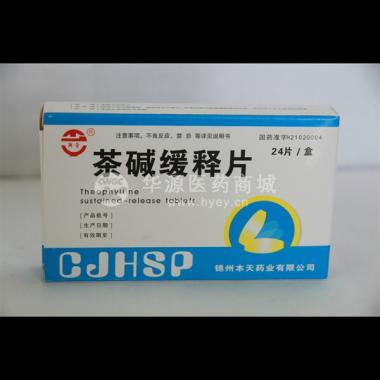 注意事项、不良反应、禁忌等详见说明书
国药准字H21020004
24片/盒
茶碱缓释片
华源医药商城
www.hyey.com
Theophylline
sustained-release tablets
[产品批号]
[生产日期]
[有效期至]
CJHSP
锦州本天药业有限公司